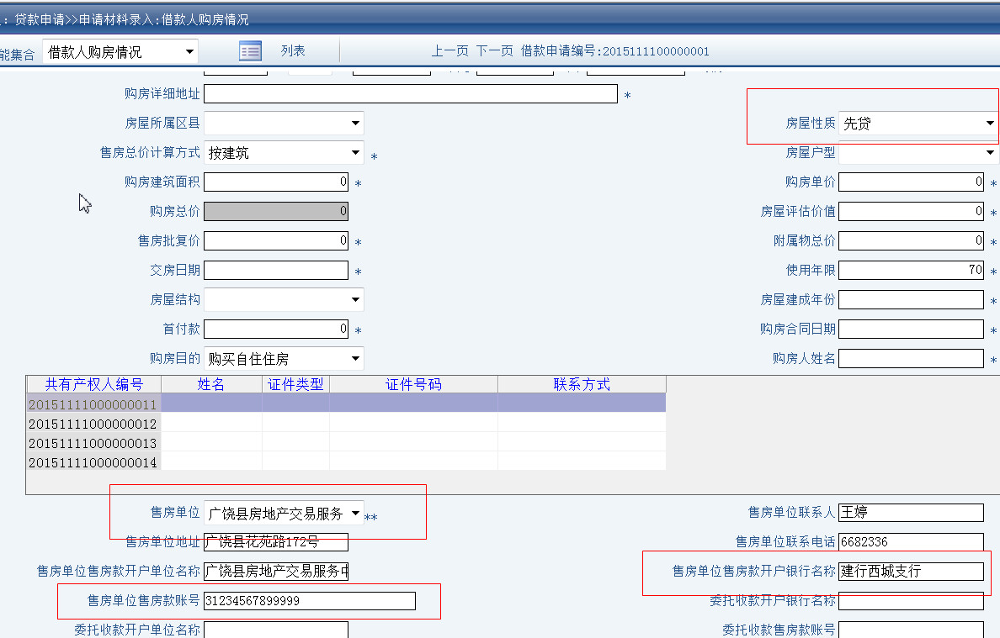 ：贷款申请>>申请材料录入:借款人购房情况
能集合 借款人购房情况 列表 上一页 下一页 借款申请编号:2015111100000001
购房详细地址 *
房屋所属区县 房屋性质 先贷
售房总价计算方式 按建筑 * 房屋户型
购房建筑面积 0 * 购房单价 0 *
购房总价 0 房屋评估价值 0 *
售房批复价 0 * 附属物总价 0 *
交房日期 * 使用年限 70 *
房屋结构 房屋建成年份 *
首付款 0 * 购房合同日期 *
购房目的 购买自住住房 购房人姓名 *
共有产权人编号 姓名 证件类型 证件号码 联系方式
20151111000000011
20151111000000012
20151111000000013
20151111000000014
售房单位 广饶县房地产交易服务 ** 售房单位联系人 王婷
售房单位地址 广饶县花苑路172号 售房单位联系电话 6682336
售房单位售房款开户单位名称 广饶县房地产交易服务中 售房单位售房款开户银行名称 建行西城支行
售房单位售房款账号 31234567899999 委托收款开户银行名称
委托收款开户单位名称 委托收款售房款账号